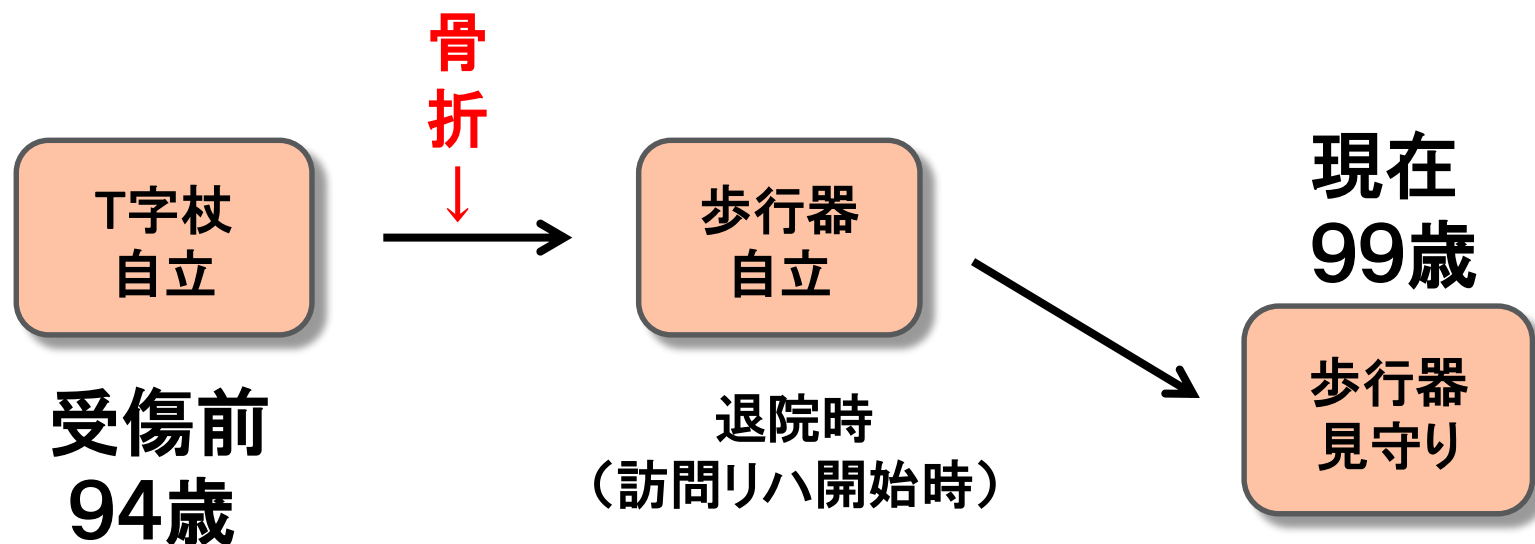 骨
折
↓
T字杖
自立
受傷前
94歳
歩行器
自立
退院時
（訪問リハ開始時）
現在
99歳
歩行器
見守り